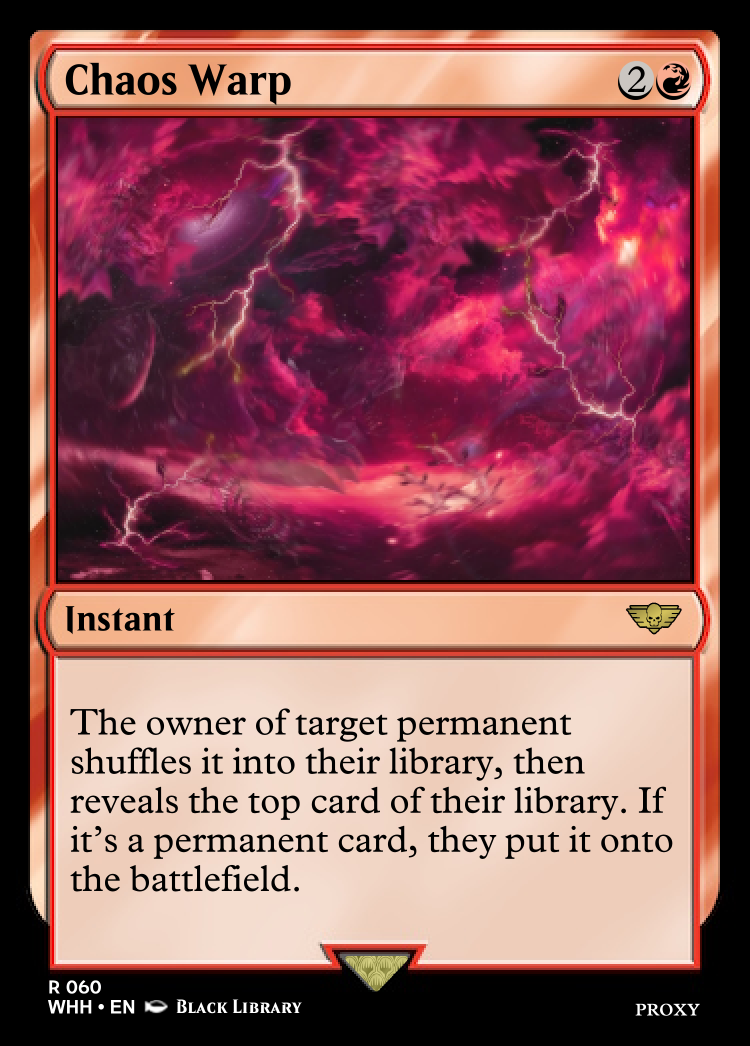 Chaos Warp 2
Instant
The owner of target permanent
shuffles it into their library, then
reveals the top card of their library. If
it's a permanent card, they put it onto
the battlefield.
R 060
WHH • EN Black Library
PROXY